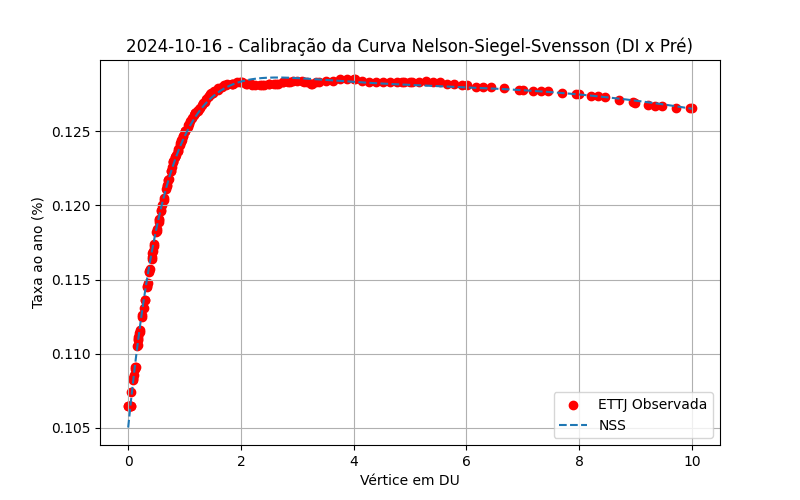 2024-10-16 - Calibração da Curva Nelson-Siegel-Svensson (DI x Pré)
Taxa ao ano (%)
0.125
0.120
0.115
0.110
0.105
ETTJ Observada
NSS
0 2 4 6 8 10
Vértice em DU